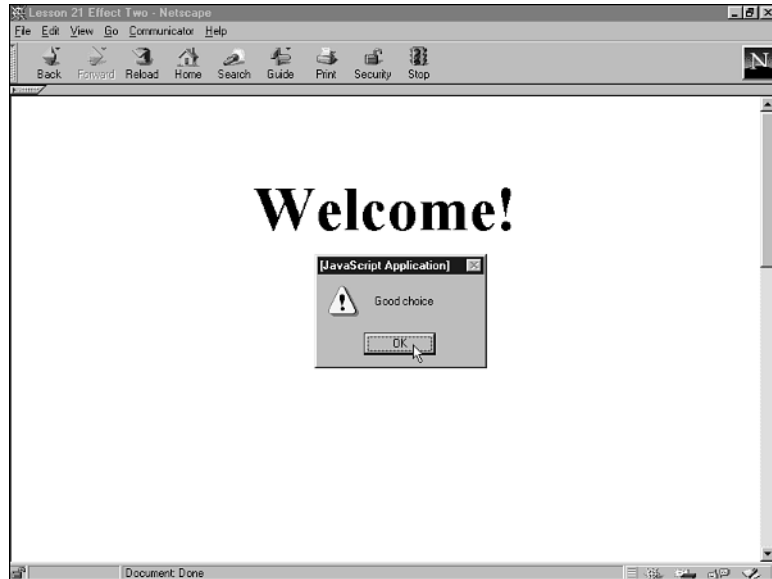 Lesson 21 Effect Two - Netscape
File Edit View Go Communicator Help
Back Forward Reload Home Search Guide Print Security Stop
N
Welcome!
[JavaScript Application]
Good choice
OK
Document: Done